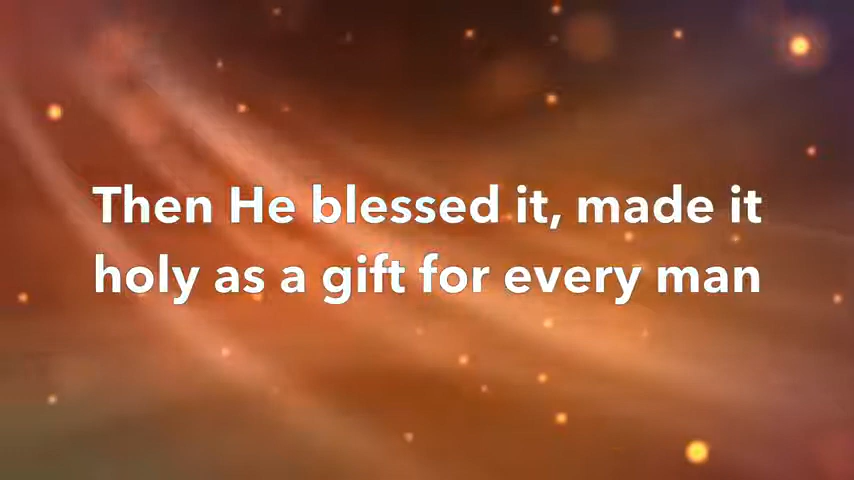 Then He blessed it, made it
holy as a gift for every man